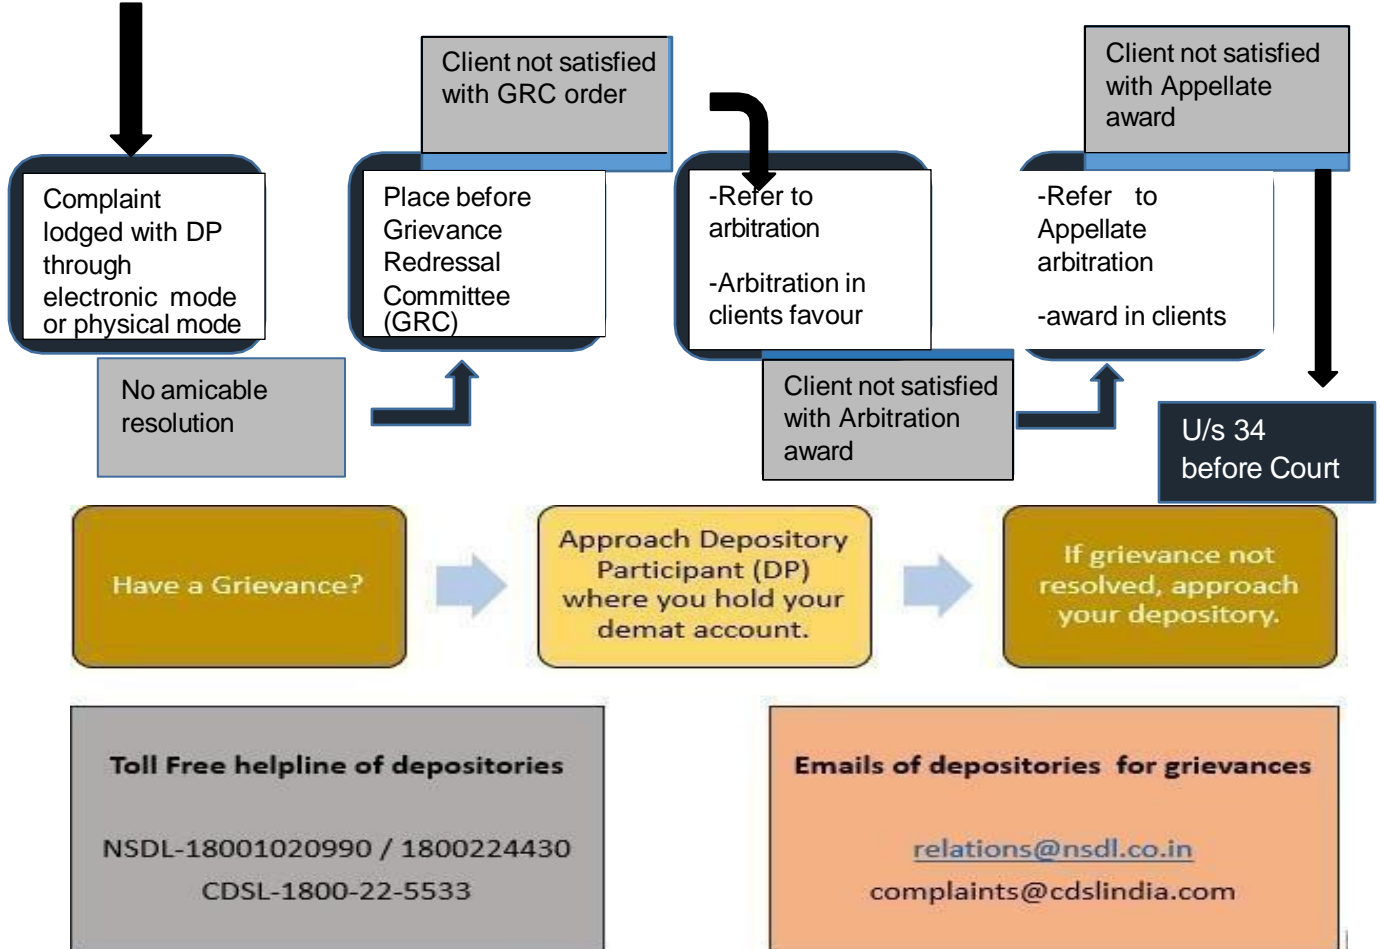 Client not satisfied
with GRC order
Client not satisfied
with Appellate
award
Complaint
lodged with DP
through
electronic mode
or physical mode
Place before
Grievance
Redressal
Committee
(GRC)
-Refer to
arbitration
-Arbitration in
clients favour
-Refer to
Appellate
arbitration
-award in clients
No amicable
resolution
Client not satisfied
with Arbitration
award
U/s 34
before Court
Have a Grievance?
Approach Depository
Participant (DP)
where you hold your
demat account.
If grievance not
resolved, approach
your depository.
Toll Free helpline of depositories
NSDL-18001020990 / 1800224430
CDSL-1800-22-5533
Emails of depositories for grievances
relations@nsdl.co.in
complaints@cdslindia.com